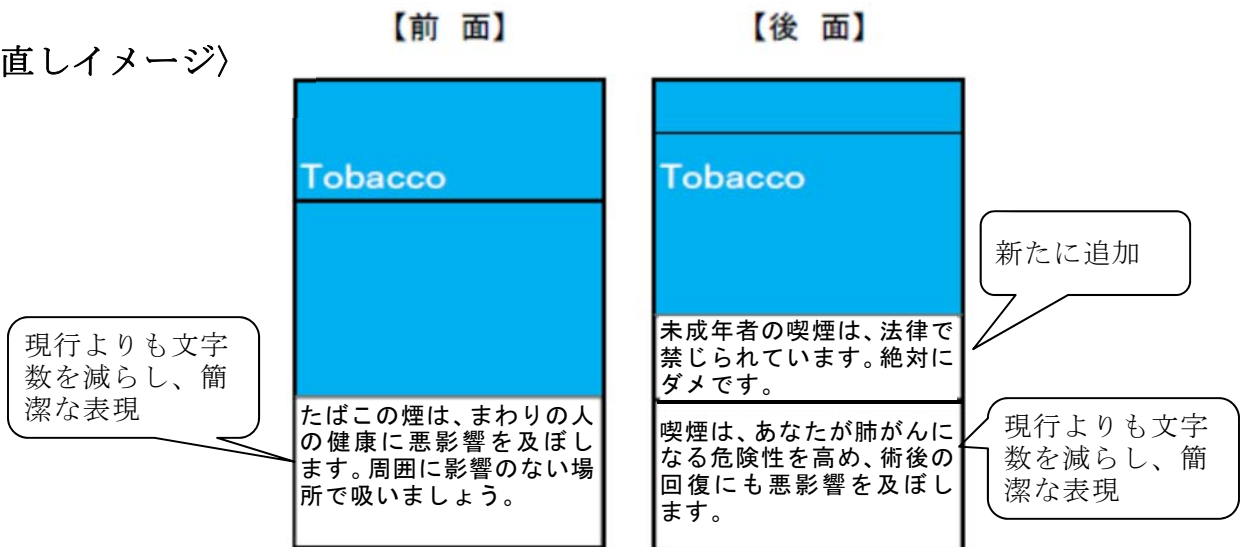 【前 面】
【後 面】
直しイメージ〉
Tobacco
たばこの煙は、まわりの人
の健康に悪影響を及ぼし
ます。周囲に影響のない場
所で吸いましょう。
現行よりも文字
数を減らし、簡
潔な表現
Tobacco
未成年者の喫煙は、法律で
禁じられています。絶対に
ダメです。
喫煙は、あなたが肺がんに
なる危険性を高め、術後の
回復にも悪影響を及ぼし
ます。
新たに追加
現行よりも文字
数を減らし、簡
潔な表現